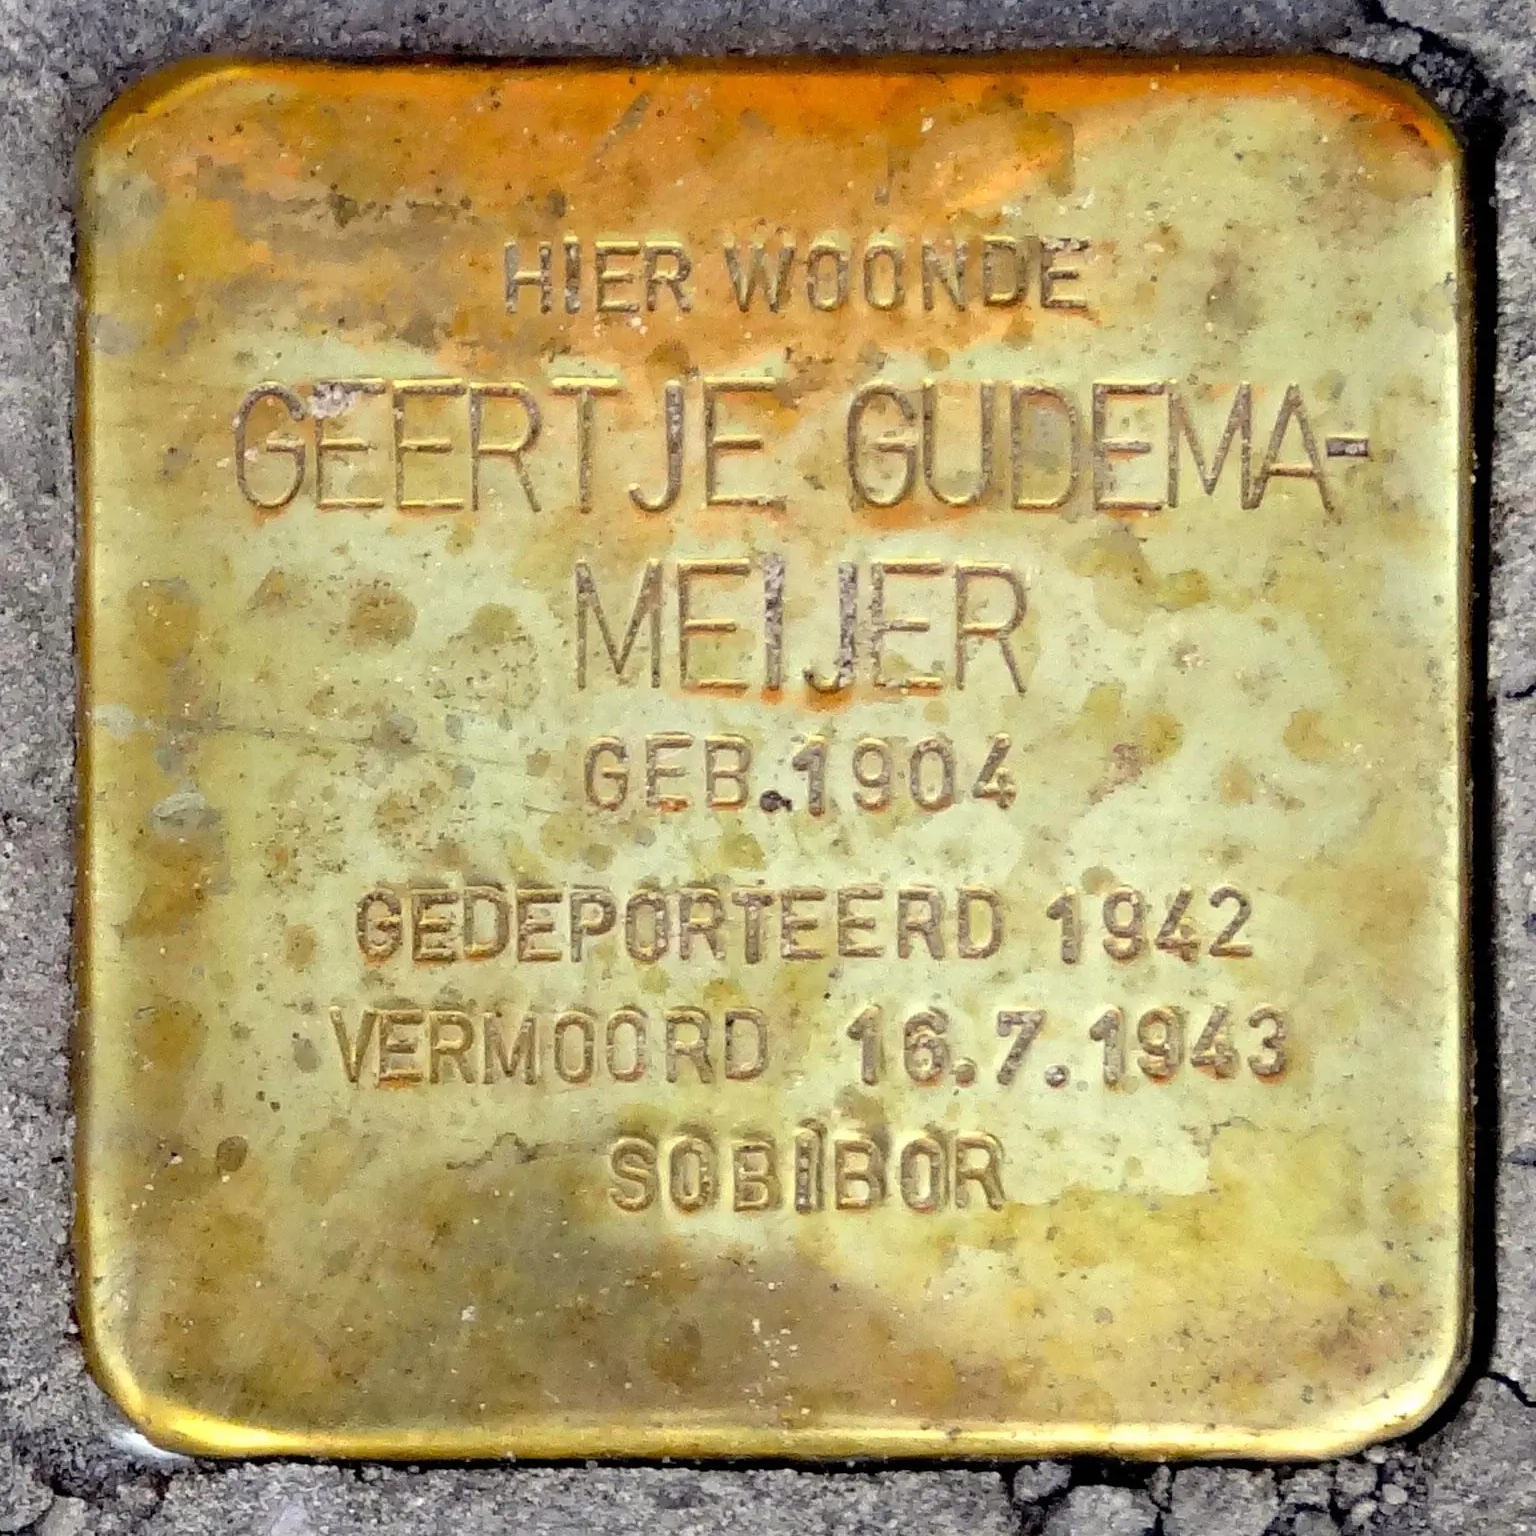 HIER WOONDE
GEERTJE GUDEMA-
MEIJER
GEB.1904
GEDEPORTEERD 1942
VERMOORD 16.7.1943
SOBIBOR